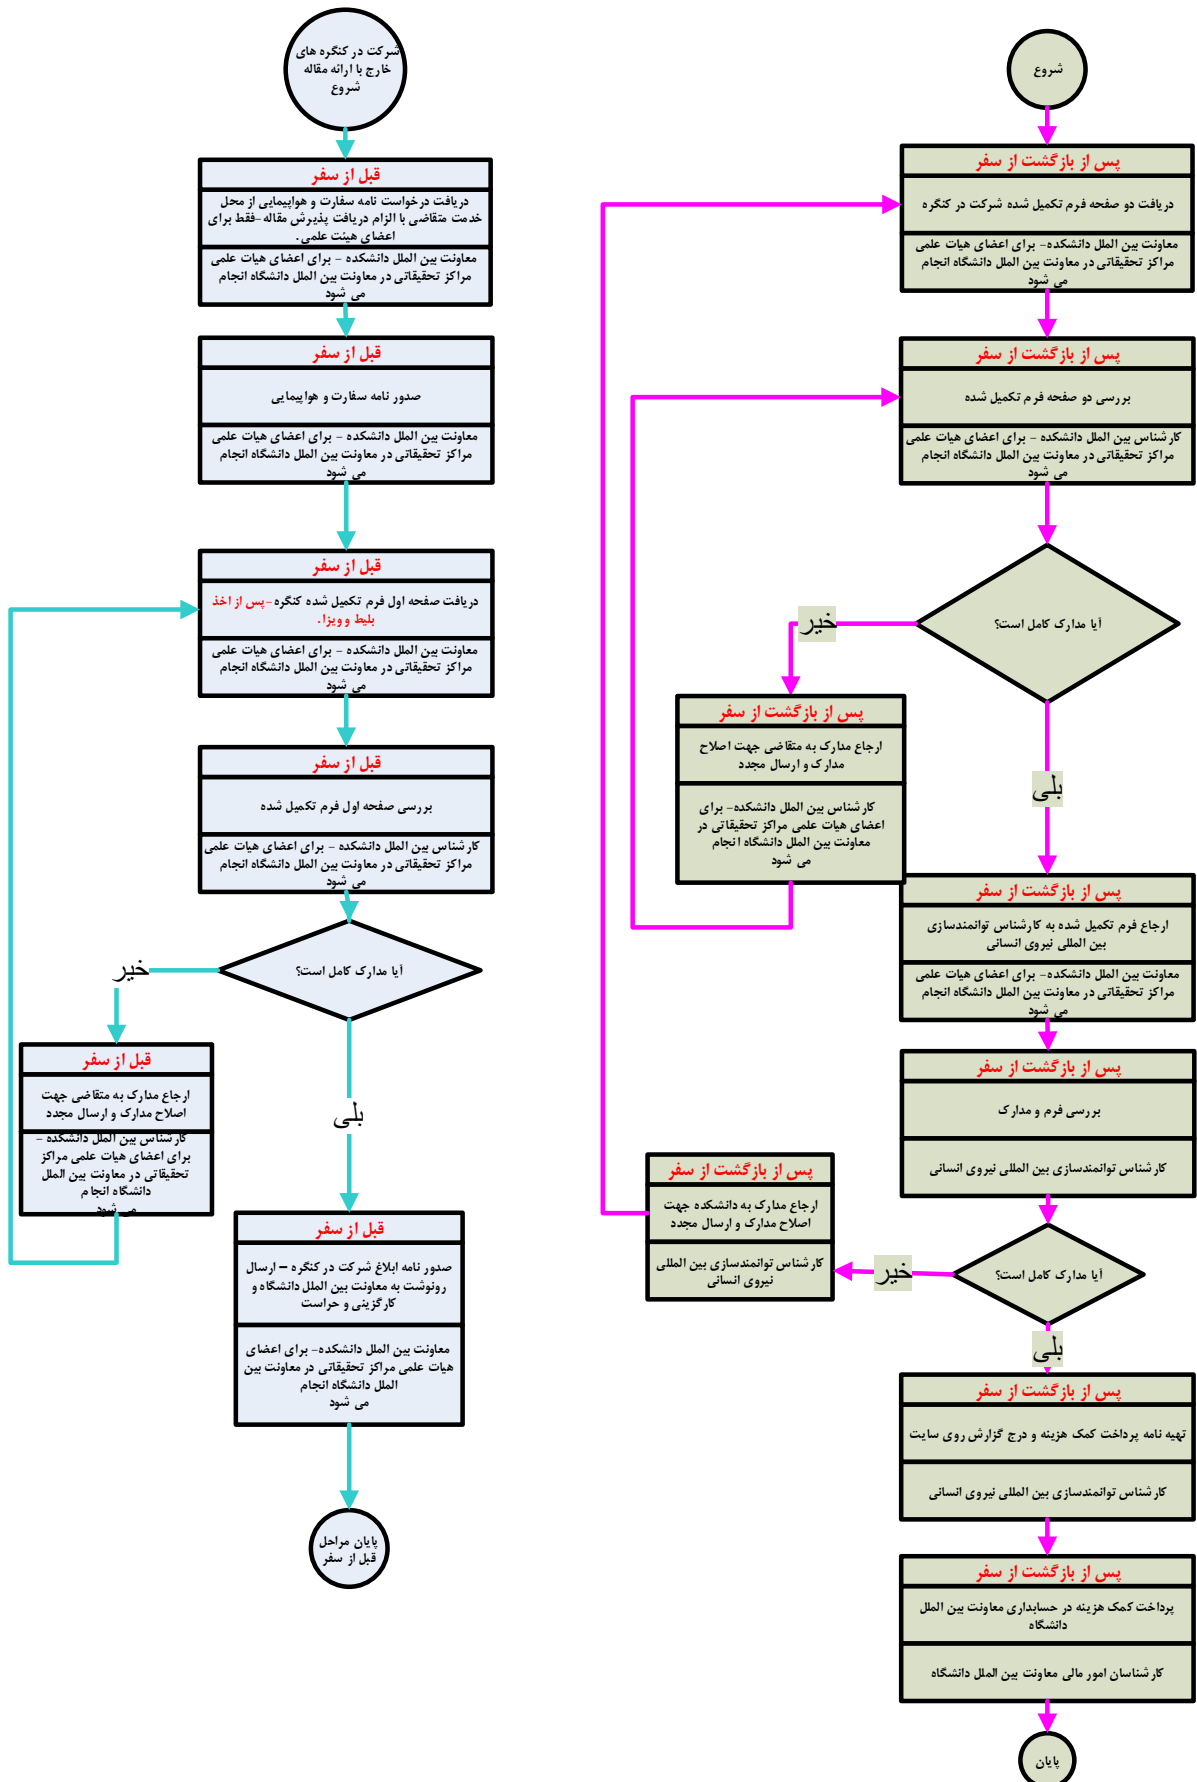 شرکت در کنگره های
خارج با ارائه مقاله
شروع
قبل از سفر
دریافت درخواست نامه سفارت و هواپیمایی از محل
خدمت متقاضی با الزام دریافت پذیرش مقاله -فقط برای
اعضای هیئت علمی.
معاونت بین الملل دانشکده - برای اعضای هیات علمی
مراکز تحقیقاتی در معاونت بین الملل دانشگاه انجام
می شود
قبل از سفر
صدور نامه سفارت و هواپیمایی
معاونت بین الملل دانشکده - برای اعضای هیات علمی
مراکز تحقیقاتی در معاونت بین الملل دانشگاه انجام
می شود
قبل از سفر
دریافت صفحه اول فرم تکمیل شده کنگره -پس از اخذ
بلیط و ویزا.
معاونت بین الملل دانشکده - برای اعضای هیات علمی
مراکز تحقیقاتی در معاونت بین الملل دانشگاه انجام
می شود
قبل از سفر
بررسی صفحه اول فرم تکمیل شده
کارشناس بین الملل دانشکده - برای اعضای هیات علمی
مراکز تحقیقاتی در معاونت بین الملل دانشگاه انجام
می شود
آیا مدارک کامل است؟
خیر
قبل از سفر
ارجاع مدارک به متقاضی جهت
اصلاح مدارک و ارسال مجدد
کارشناس بین الملل دانشکده -
برای اعضای هیات علمی مراکز
تحقیقاتی در معاونت بین الملل
دانشگاه انجام
می شود
بلی
قبل از سفر
صدور نامه ابلاغ شرکت در کنگره – ارسال
رونوشت به معاونت بین الملل دانشگاه و
کارگزینی و حراست
معاونت بین الملل دانشکده- برای اعضای
هیات علمی مراکز تحقیقاتی در معاونت بین
الملل دانشگاه انجام
می شود
پایان مراحل
قبل از سفر
شروع
پس از بازگشت از سفر
دریافت دو صفحه فرم تکمیل شده شرکت در کنگره
معاونت بین الملل دانشکده- برای اعضای هیات علمی
مراکز تحقیقاتی در معاونت بین الملل دانشگاه انجام
می شود
پس از بازگشت از سفر
بررسی دو صفحه فرم تکمیل شده
کارشناس بین الملل دانشکده - برای اعضای هیات علمی
مراکز تحقیقاتی در معاونت بین الملل دانشگاه انجام
می شود
آیا مدارک کامل است؟
خیر
پس از بازگشت از سفر
ارجاع مدارک به متقاضی جهت اصلاح
مدارک و ارسال مجدد
کارشناس بین الملل دانشکده- برای
اعضای هیات علمی مراکز تحقیقاتی در
معاونت بین الملل دانشگاه انجام
می شود
بلی
پس از بازگشت از سفر
ارجاع فرم تکمیل شده به کارشناس توانمندسازی
بین المللی نیروی انسانی
معاونت بین الملل دانشکده- برای اعضای هیات علمی
مراکز تحقیقاتی در معاونت بین الملل دانشگاه انجام
می شود
پس از بازگشت از سفر
بررسی فرم و مدارک
کارشناس توانمندسازی بین المللی نیروی انسانی
آیا مدارک کامل است؟
خیر
پس از بازگشت از سفر
ارجاع مدارک به دانشکده جهت
اصلاح مدارک و ارسال مجدد
کارشناس توانمندسازی بین المللی
نیروی انسانی
بلی
پس از بازگشت از سفر
تهیه نامه پرداخت کمک هزینه و درج گزارش روی سایت
کارشناس توانمندسازی بین المللی نیروی انسانی
پس از بازگشت از سفر
پرداخت کمک هزینه در حسابداری معاونت بین الملل
دانشگاه
کارشناسان امور مالی معاونت بین الملل دانشگاه
پایان